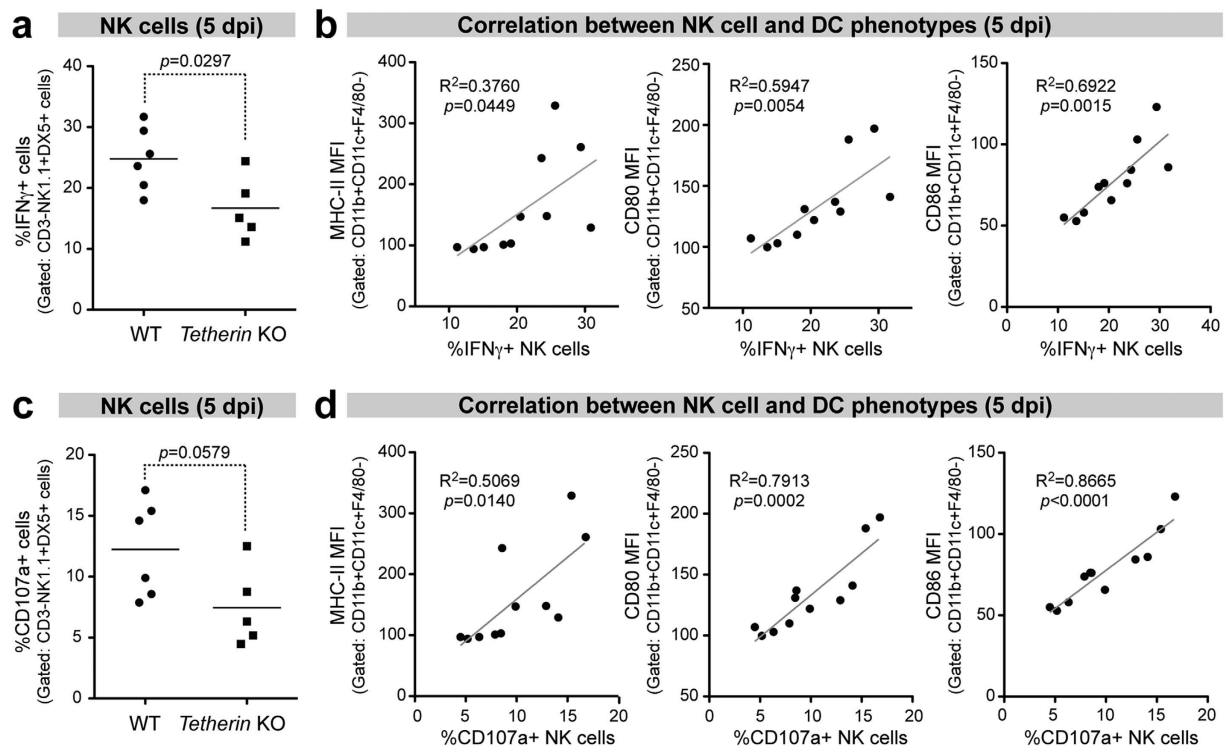 a
NK cells (5 dpi)
p=0.0297
%IFNγ+ cells
(Gated: CD3-NK1.1+DX5+ cells)
40
30
20
10
0
WT
Tetherin KO
b
Correlation between NK cell and DC phenotypes (5 dpi)
R²=0.3760
p=0.0449
MHC-II MFI
(Gated: CD11b+CD11c+F4/80-)
400
300
200
100
0
10
20
30
%IFNγ+ NK cells
R²=0.5947
p=0.0054
CD80 MFI
(Gated: CD11b+CD11c+F4/80-)
250
200
150
100
50
10
20
30
%IFNγ+ NK cells
R²=0.6922
p=0.0015
CD86 MFI
(Gated: CD11b+CD11c+F4/80-)
150
100
50
0
0
10
20
30
40
%IFNγ+ NK cells
c
NK cells (5 dpi)
p=0.0579
%CD107a+ cells
(Gated: CD3-NK1.1+DX5+ cells)
20
15
10
5
0
WT
Tetherin KO
d
Correlation between NK cell and DC phenotypes (5 dpi)
R²=0.5069
p=0.0140
MHC-II MFI
(Gated: CD11b+CD11c+F4/80-)
400
300
200
100
0
0
5
10
15
20
%CD107a+ NK cells
R²=0.7913
p=0.0002
CD80 MFI
(Gated: CD11b+CD11c+F4/80-)
250
200
150
100
50
0
5
10
15
20
%CD107a+ NK cells
R²=0.8665
p<0.0001
CD86 MFI
(Gated: CD11b+CD11c+F4/80-)
150
100
50
0
0
5
10
15
20
%CD107a+ NK cells